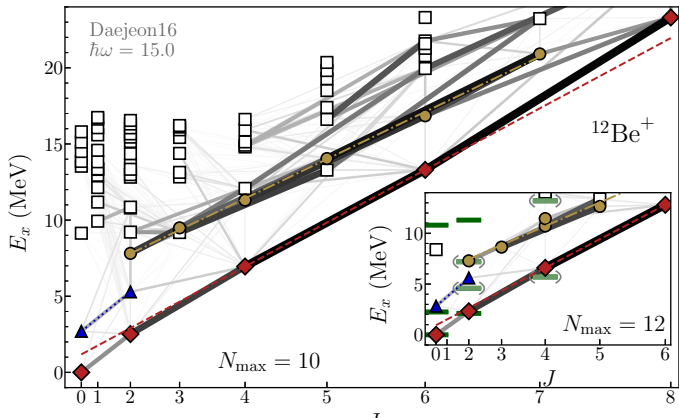 Daejeon16
ℏω = 15.0
¹²Be⁺
E_x (MeV)
20
15
10
5
0
N_max = 10
0 1 2 3 4 5 6 7 8
E_x (MeV)
10
5
0
N_max = 12
0 1 2 3 4 5 6
J